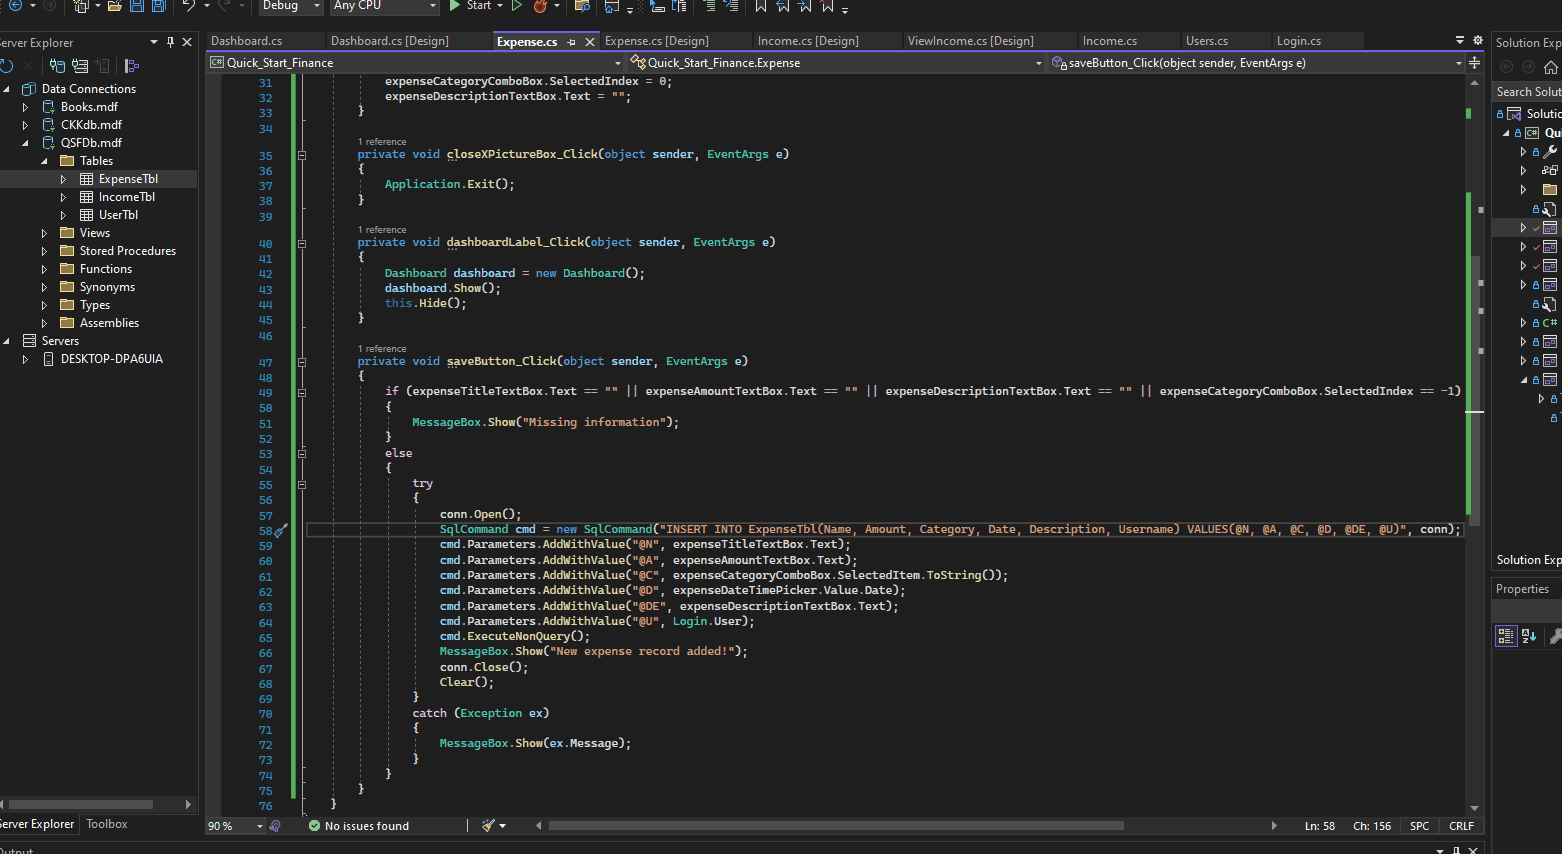 Debug
Any CPU
Start
Server Explorer
Data Connections
Books.mdf
CKKdb.mdf
QSFDb.mdf
Tables
ExpenseTbl
IncomeTbl
UserTbl
Views
Stored Procedures
Functions
Synonyms
Types
Assemblies
Servers
DESKTOP-DPA6UIA
Server Explorer
Toolbox
Output
Dashboard.cs
Dashboard.cs [Design]
Expense.cs
Expense.cs [Design]
Income.cs [Design]
ViewIncome.cs [Design]
Income.cs
Users.cs
Login.cs
C# Quick_Start_Finance
Quick_Start_Finance.Expense
saveButton_Click(object sender, EventArgs e)
31 expenseCategoryComboBox.SelectedIndex = 0;
32 expenseDescriptionTextBox.Text = "";
33 }
34
1 reference
35 private void closeXPictureBox_Click(object sender, EventArgs e)
36 {
37 Application.Exit();
38 }
39
1 reference
40 private void dashboardLabel_Click(object sender, EventArgs e)
41 {
42 Dashboard dashboard = new Dashboard();
43 dashboard.Show();
44 this.Hide();
45 }
46
1 reference
47 private void saveButton_Click(object sender, EventArgs e)
48 {
49 if (expenseTitleTextBox.Text == "" || expenseAmountTextBox.Text == "" || expenseDescriptionTextBox.Text == "" || expenseCategoryComboBox.SelectedIndex == -1)
50 {
51 MessageBox.Show("Missing information");
52 }
53 else
54 {
55 try
56 {
57 conn.Open();
58 SqlCommand cmd = new SqlCommand("INSERT INTO ExpenseTbl(Name, Amount, Category, Date, Description, Username) VALUES(@N, @A, @C, @D, @DE, @U)", conn);
59 cmd.Parameters.AddWithValue("@N", expenseTitleTextBox.Text);
60 cmd.Parameters.AddWithValue("@A", expenseAmountTextBox.Text);
61 cmd.Parameters.AddWithValue("@C", expenseCategoryComboBox.SelectedItem.ToString());
62 cmd.Parameters.AddWithValue("@D", expenseDateTimePicker.Value.Date);
63 cmd.Parameters.AddWithValue("@DE", expenseDescriptionTextBox.Text);
64 cmd.Parameters.AddWithValue("@U", Login.User);
65 cmd.ExecuteNonQuery();
66 MessageBox.Show("New expense record added!");
67 conn.Close();
68 Clear();
69 }
70 catch (Exception ex)
71 {
72 MessageBox.Show(ex.Message);
73 }
74 }
75 }
76 }
90 %
No issues found
Ln: 58
Ch: 156
SPC
CRLF
Solution Exp
Search Solut
Solutio
C# Qui
C#
Solution Exp
Properties